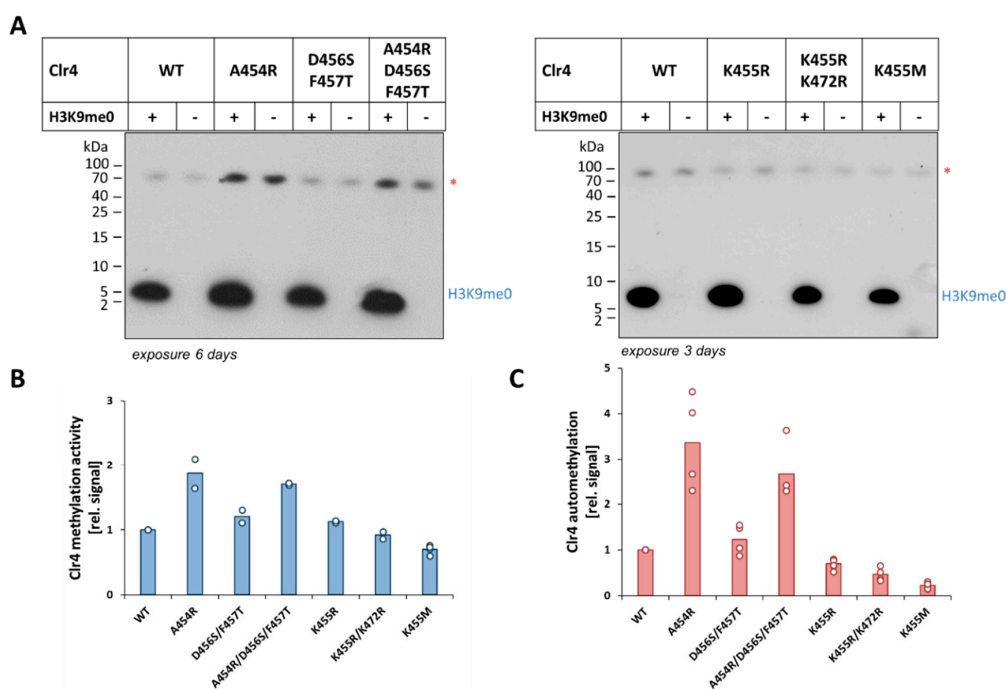 A
Clr4 WT A454R D456S F457T A454R D456S F457T
H3K9me0 + - + - + - + -
kDa
100
70
40
25
15
10
5
2
*
H3K9me0
exposure 6 days
Clr4 WT K455R K455R K472R K455M
H3K9me0 + - + - + - + -
kDa
100
70
40
25
15
10
5
2
*
H3K9me0
exposure 3 days
B
Clr4 methylation activity
[rel. signal]
3
2
1
0
WT
A454R
D456S/F457T
A454R/D456S/F457T
K455R
K455R/K472R
K455M
C
Clr4 automethylation
[rel. signal]
5
4
3
2
1
0
WT
A454R
D456S/F457T
A454R/D456S/F457T
K455R
K455R/K472R
K455M